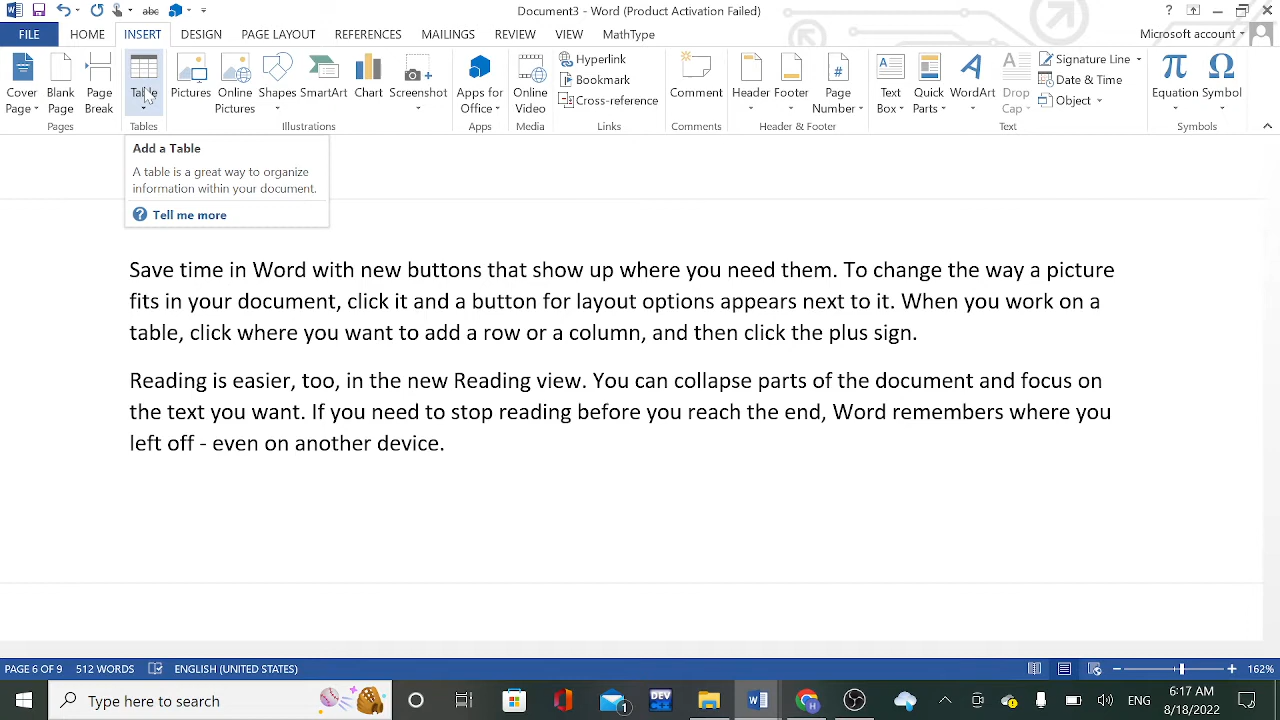 Document3 - Word (Product Activation Failed)
FILE HOME INSERT DESIGN PAGE LAYOUT REFERENCES MAILINGS REVIEW VIEW MathType Microsoft account
Cover Page Blank Page Page Break Table Pictures Online Pictures Shapes SmartArt Chart Screenshot Apps for Office Online Video Hyperlink Bookmark Cross-reference Comment Header Footer Page Number Text Box Quick Parts WordArt Drop Cap Signature Line Date & Time Object Equation Symbol
Pages Tables Illustrations Apps Media Links Comments Header & Footer Text Symbols
Add a Table
A table is a great way to organize
information within your document.
Tell me more
Save time in Word with new buttons that show up where you need them. To change the way a picture
fits in your document, click it and a button for layout options appears next to it. When you work on a
table, click where you want to add a row or a column, and then click the plus sign.
Reading is easier, too, in the new Reading view. You can collapse parts of the document and focus on
the text you want. If you need to stop reading before you reach the end, Word remembers where you
left off - even on another device.
PAGE 6 OF 9 512 WORDS ENGLISH (UNITED STATES) 162%
Type here to search DEV 1 ENG 6:17 AM
8/18/2022